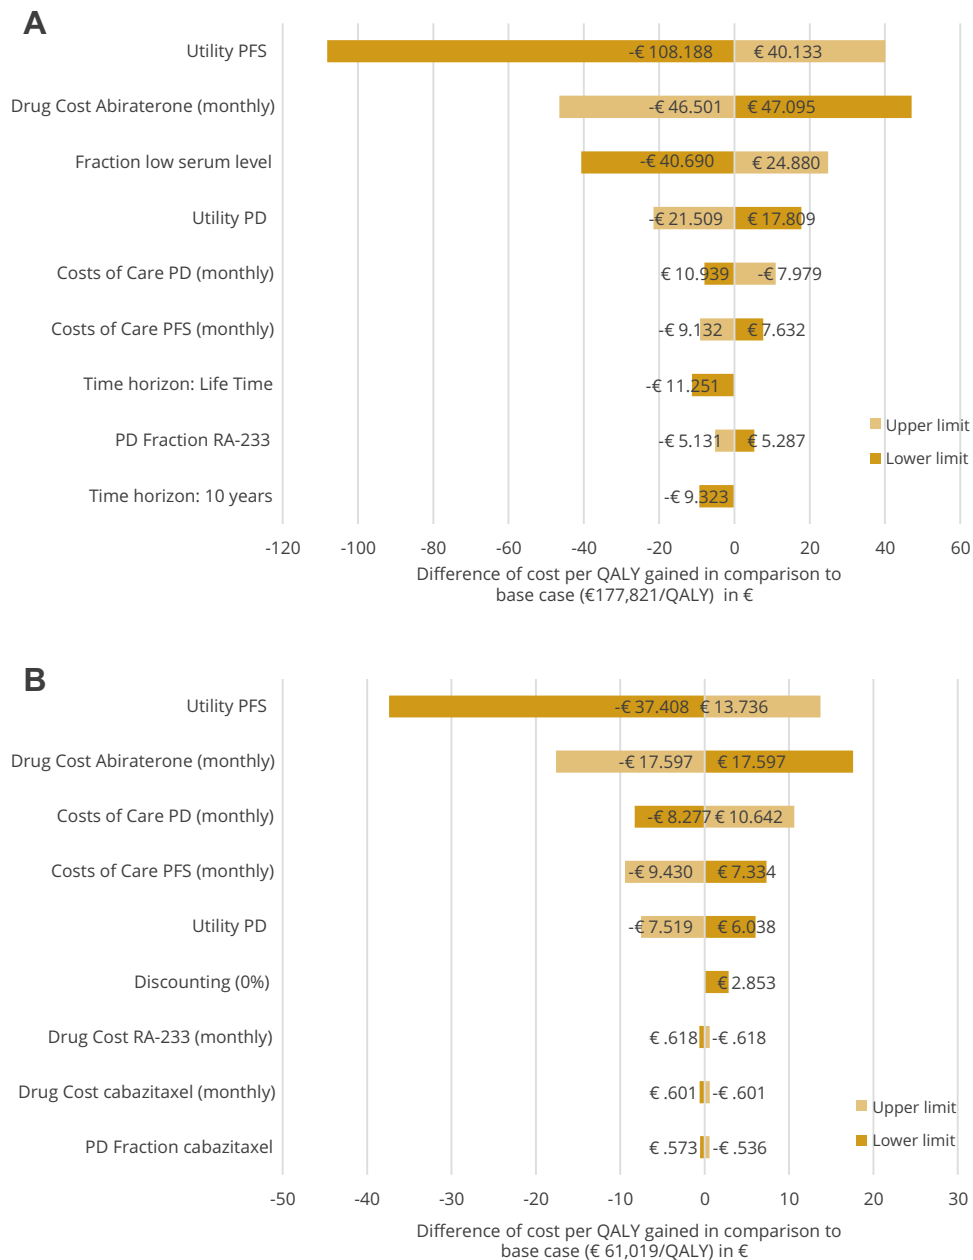 A
Utility PFS
-€ 108.188
€ 40.133
Drug Cost Abiraterone (monthly)
-€ 46.501
€ 47.095
Fraction low serum level
-€ 40.690
€ 24.880
Utility PD
-€ 21.509
€ 17.809
Costs of Care PD (monthly)
€ 10.939
-€ 7.979
Costs of Care PFS (monthly)
-€ 9.132
€ 7.632
Time horizon: Life Time
-€ 11.251
PD Fraction RA-233
-€ 5.131
€ 5.287
Time horizon: 10 years
-€ 9.323
Upper limit
Lower limit
-120 -100 -80 -60 -40 -20 0 20 40 60
Difference of cost per QALY gained in comparison to
base case (€177,821/QALY) in €
B
Utility PFS
-€ 37.408
€ 13.736
Drug Cost Abiraterone (monthly)
-€ 17.597
€ 17.597
Costs of Care PD (monthly)
-€ 8.277
€ 10.642
Costs of Care PFS (monthly)
-€ 9.430
€ 7.334
Utility PD
-€ 7.519
€ 6.038
Discounting (0%)
€ 2.853
Drug Cost RA-233 (monthly)
€ .618
-€ .618
Drug Cost cabazitaxel (monthly)
€ .601
-€ .601
PD Fraction cabazitaxel
€ .573
-€ .536
Upper limit
Lower limit
-50 -40 -30 -20 -10 0 10 20 30
Difference of cost per QALY gained in comparison to
base case (€ 61,019/QALY) in €